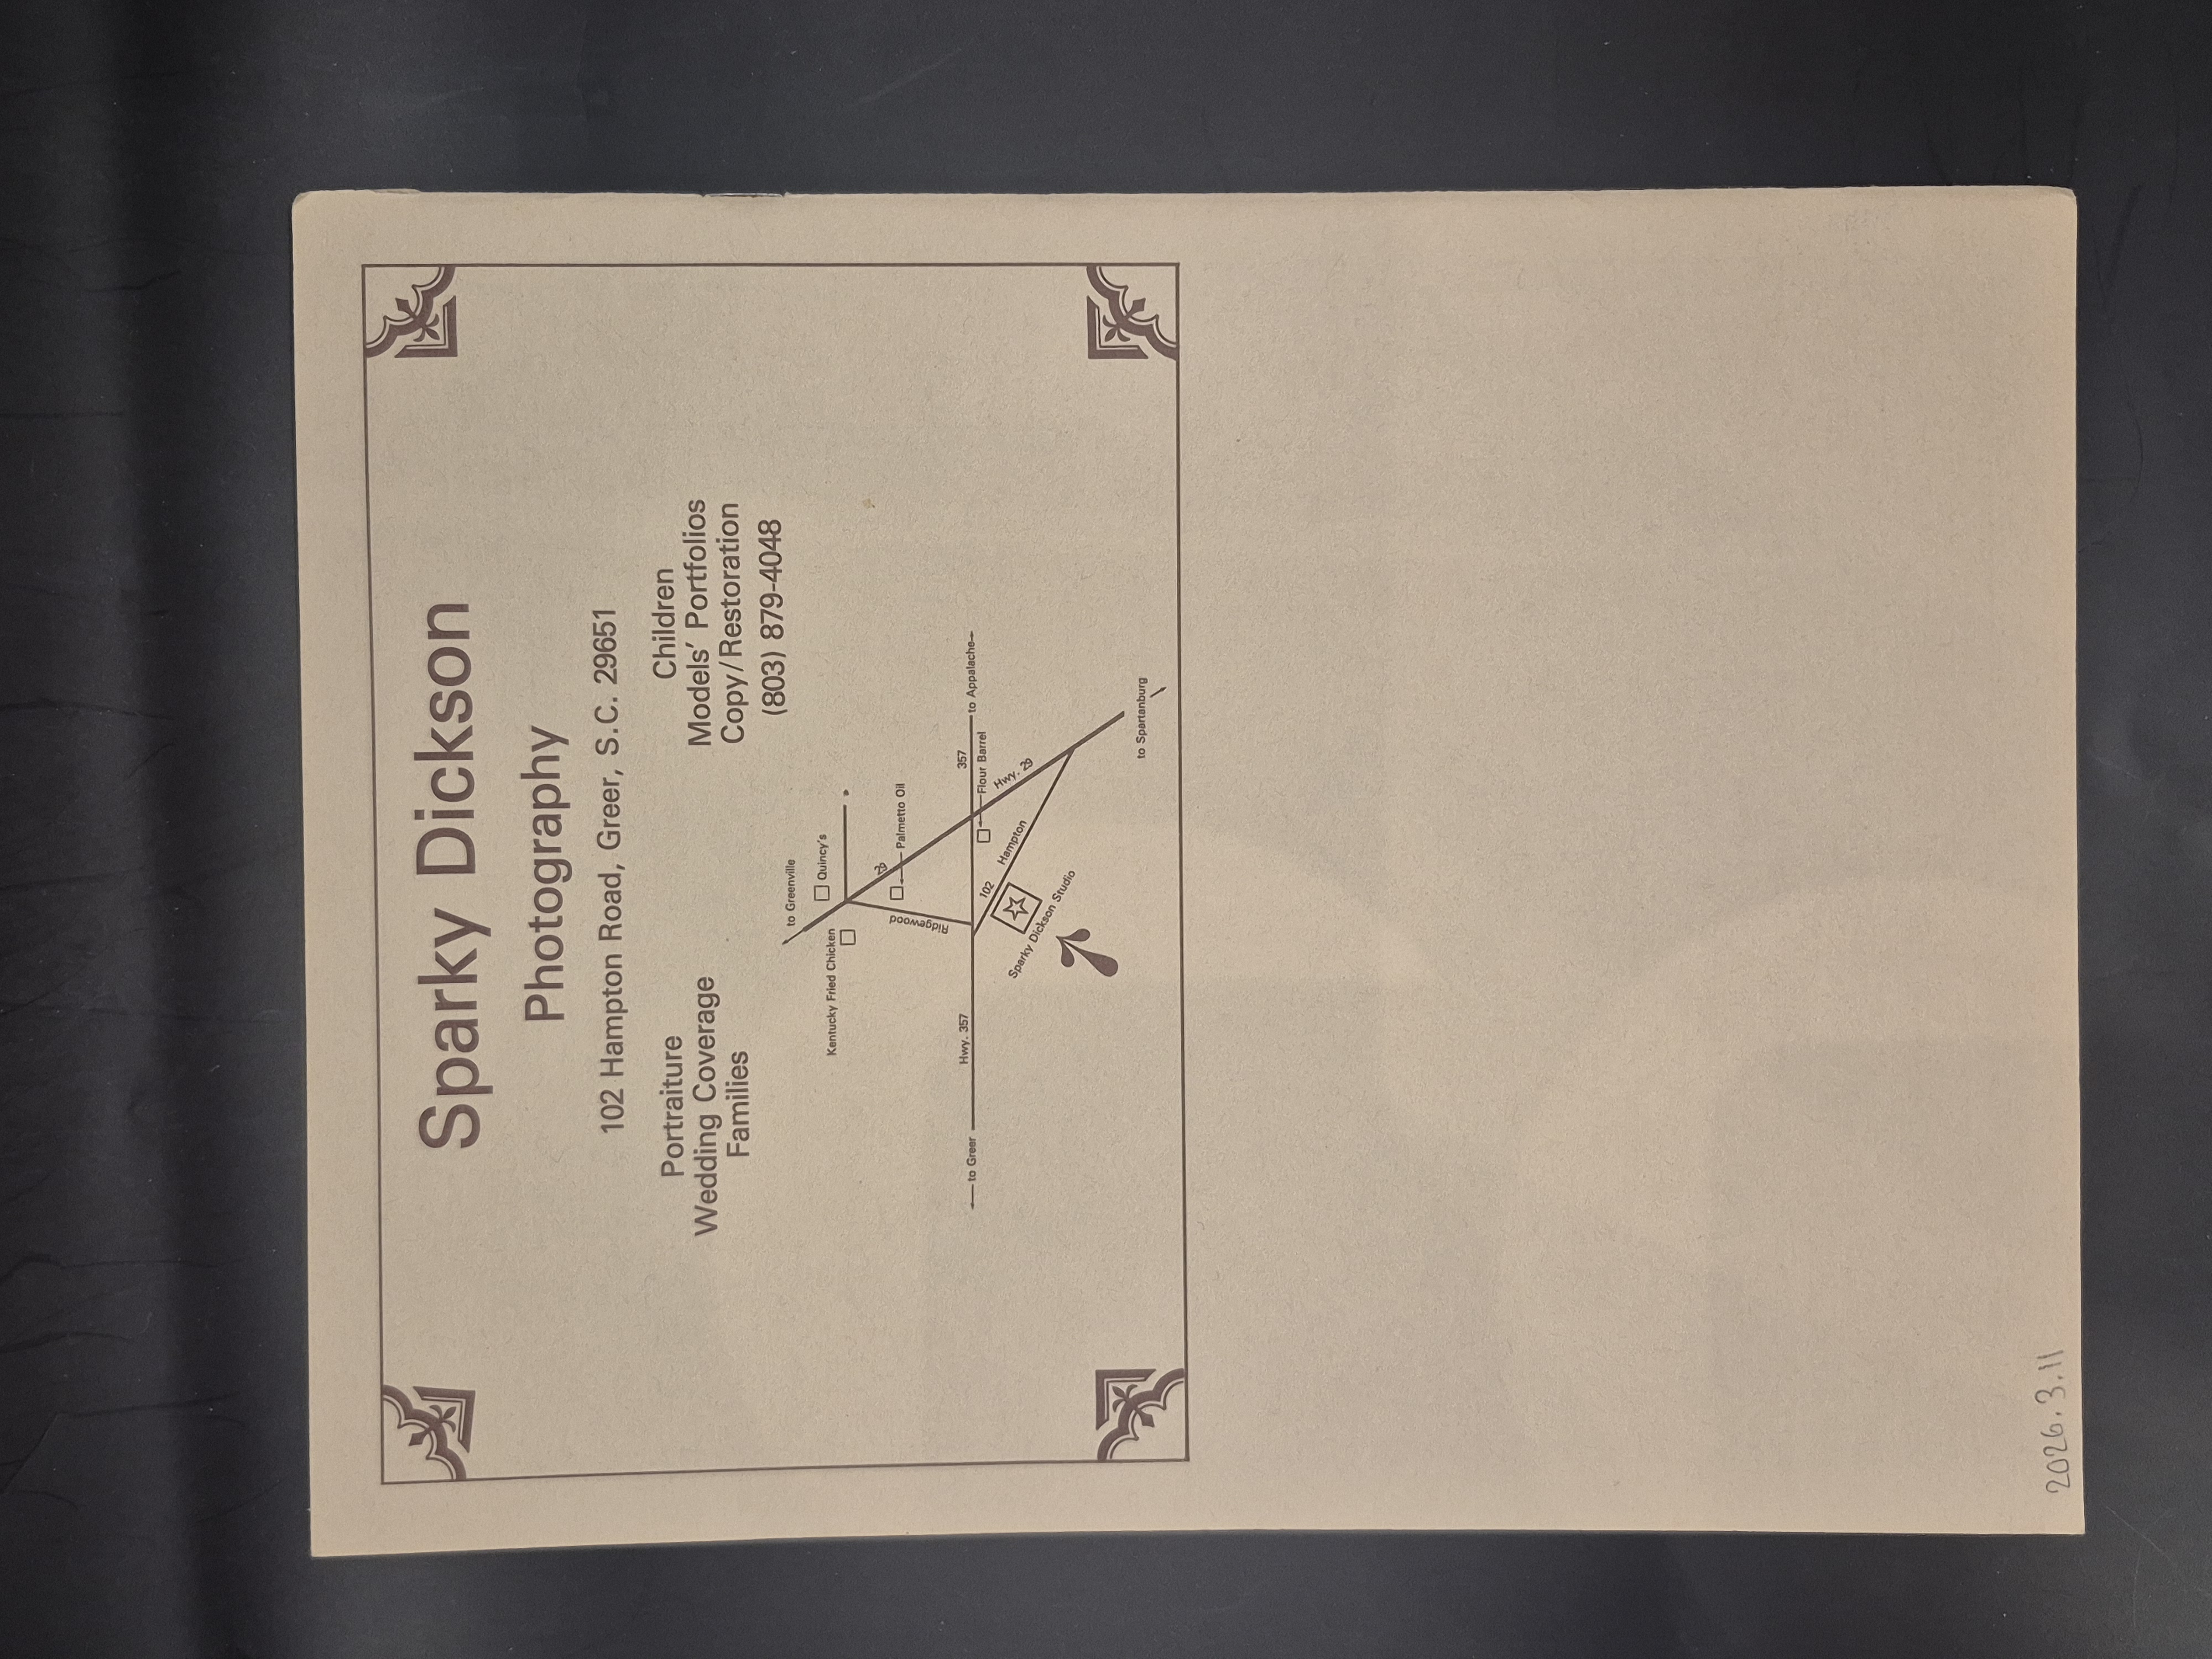 Sparky Dickson
Photography
102 Hampton Road, Greer, S.C. 29651
Portraiture
Wedding Coverage
Families
Children
Models' Portfolios
Copy/Restoration
(803) 879-4048
to Greenville
Quincy's
Kentucky Fried Chicken
29
Palmetto Oil
Ridgewood
to Greer
Hwy. 357
357
to Appalache
Flour Barrel
Hwy. 29
102
Hampton
Sparky Dickson Studio
to Spartanburg
2026.3.11